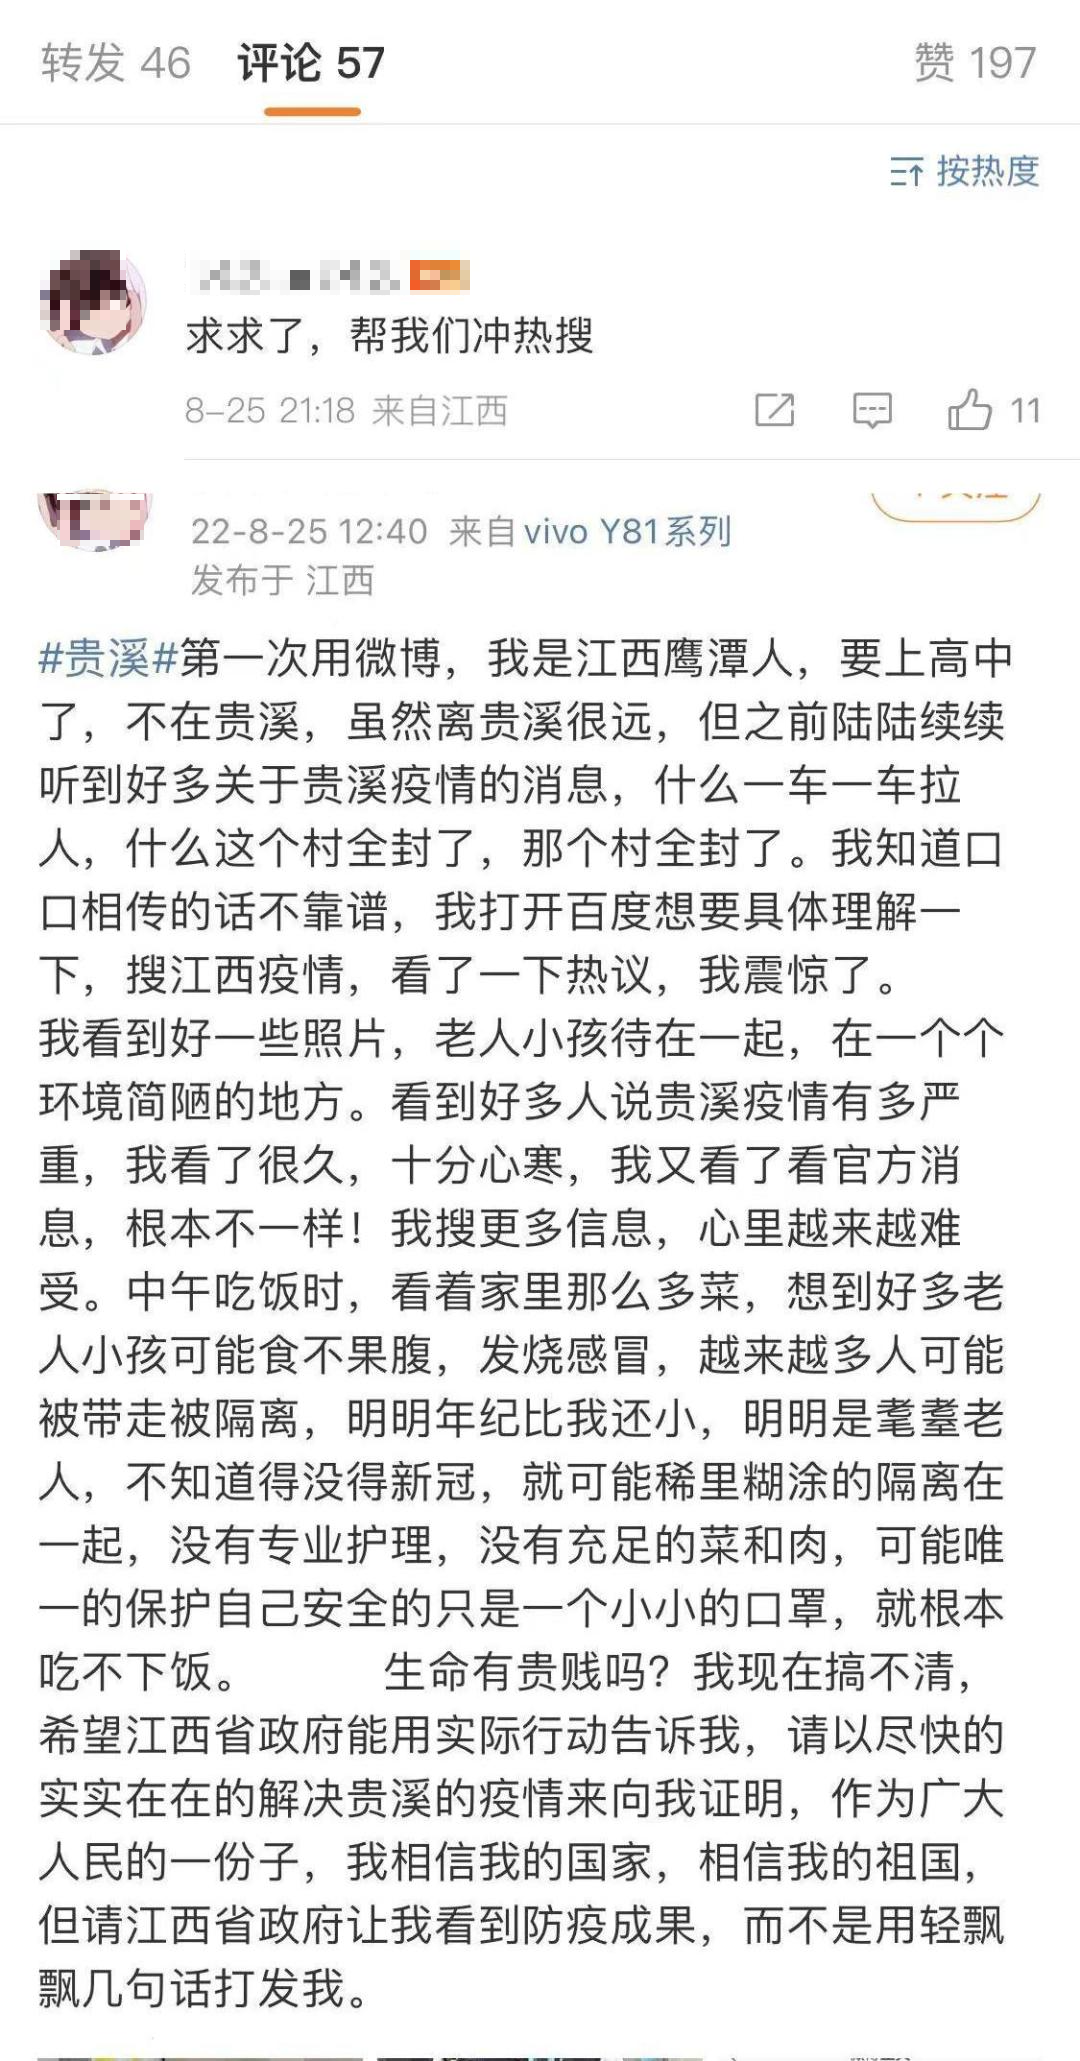 转发 46 评论 57 赞 197
按热度
求求了，帮我们冲热搜
8-25 21:18 来自江西 11
22-8-25 12:40 来自 vivo Y81系列
发布于 江西
#贵溪#第一次用微博，我是江西鹰潭人，要上高中
了，不在贵溪，虽然离贵溪很远，但之前陆陆续续
听到好多关于贵溪疫情的消息，什么一车一车拉
人，什么这个村全封了，那个村全封了。我知道口
口相传的话不靠谱，我打开百度想要具体理解一
下，搜江西疫情，看了一下热议，我震惊了。
我看到好一些照片，老人小孩待在一起，在一个个
环境简陋的地方。看到好多人说贵溪疫情有多严
重，我看了很久，十分心寒，我又看了看官方消
息，根本不一样！我搜更多信息，心里越来越难
受。中午吃饭时，看着家里那么多菜，想到好多老
人小孩可能食不果腹，发烧感冒，越来越多人可能
被带走被隔离，明明年纪比我还小，明明是耄耋老
人，不知道得没得新冠，就可能稀里糊涂的隔离在
一起，没有专业护理，没有充足的菜和肉，可能唯
一的保护自己安全的只是一个小小的口罩，就根本
吃不下饭。 生命有贵贱吗？我现在搞不清，
希望江西省政府能用实际行动告诉我，请以尽快的
实实在在的解决贵溪的疫情来向我证明，作为广大
人民的一份子，我相信我的国家，相信我的祖国，
但请江西省政府让我看到防疫成果，而不是用轻飘
飘几句话打发我。